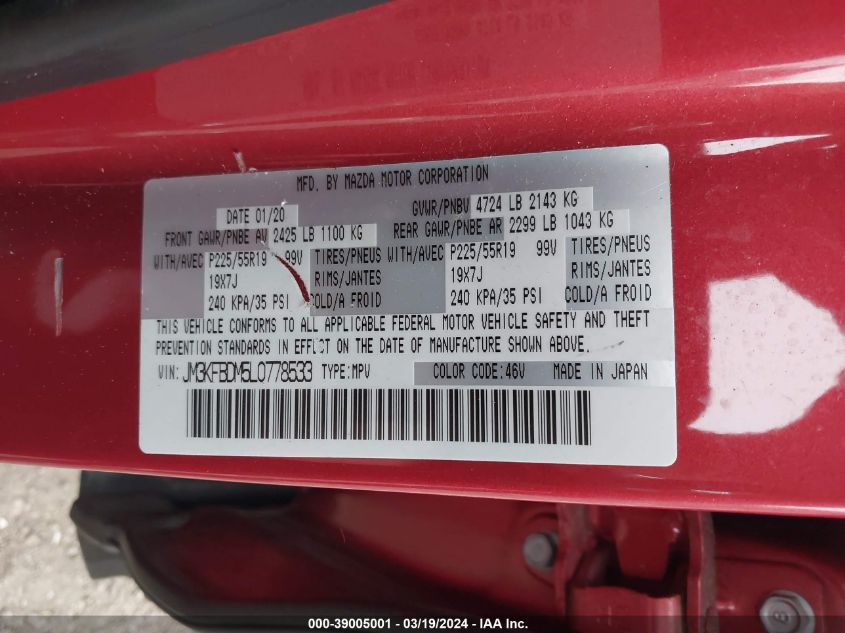 MFD. BY MAZDA MOTOR CORPORATION
DATE 01/20 GVWR/PNBV 4724 LB 2143 KG
FRONT GAWR/PNBE AV 2425 LB 1100 KG REAR GAWR/PNBE AR 2299 LB 1043 KG
WITH/AVEC P225/55R19 99V TIRES/PNEUS WITH/AVEC P225/55R19 99V TIRES/PNEUS
19X7J RIMS/JANTES 19X7J RIMS/JANTES
240 KPA/35 PSI COLD/A FROID 240 KPA/35 PSI COLD/A FROID
THIS VEHICLE CONFORMS TO ALL APPLICABLE FEDERAL MOTOR VEHICLE SAFETY AND THEFT
PREVENTION STANDARDS IN EFFECT ON THE DATE OF MANUFACTURE SHOWN ABOVE.
VIN: JM3KFBDM5L0778533 TYPE:MPV COLOR CODE:46V MADE IN JAPAN
000-39005001 - 03/19/2024 - IAA Inc.